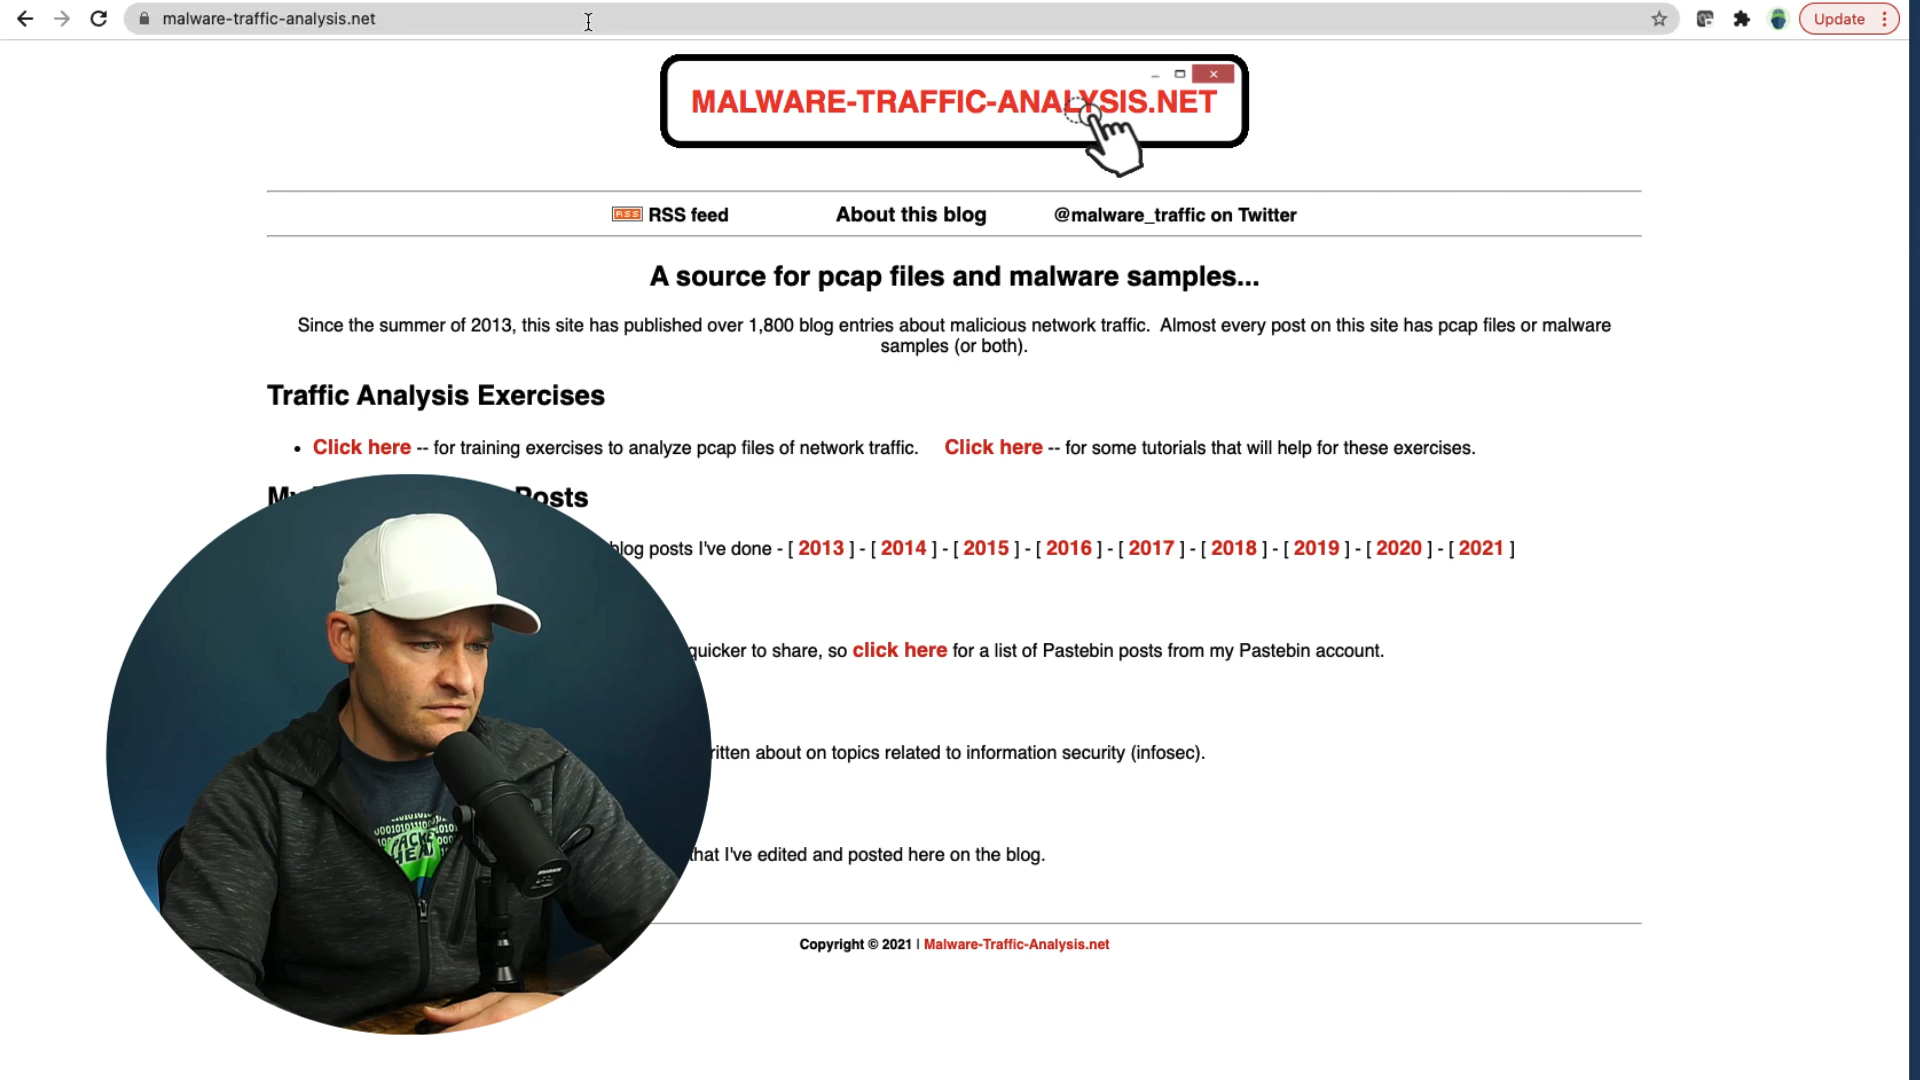 malware-traffic-analysis.net
Update
MALWARE-TRAFFIC-ANALYSIS.NET
RSS RSS feed
About this blog
@malware_traffic on Twitter
A source for pcap files and malware samples...
Since the summer of 2013, this site has published over 1,800 blog entries about malicious network traffic. Almost every post on this site has pcap files or malware
samples (or both).
Traffic Analysis Exercises
• Click here -- for training exercises to analyze pcap files of network traffic. Click here -- for some tutorials that will help for these exercises.
Posts
blog posts I've done - [ 2013 ] - [ 2014 ] - [ 2015 ] - [ 2016 ] - [ 2017 ] - [ 2018 ] - [ 2019 ] - [ 2020 ] - [ 2021 ]
quicker to share, so click here for a list of Pastebin posts from my Pastebin account.
about on topics related to information security (infosec).
that I've edited and posted here on the blog.
Copyright © 2021 | Malware-Traffic-Analysis.net